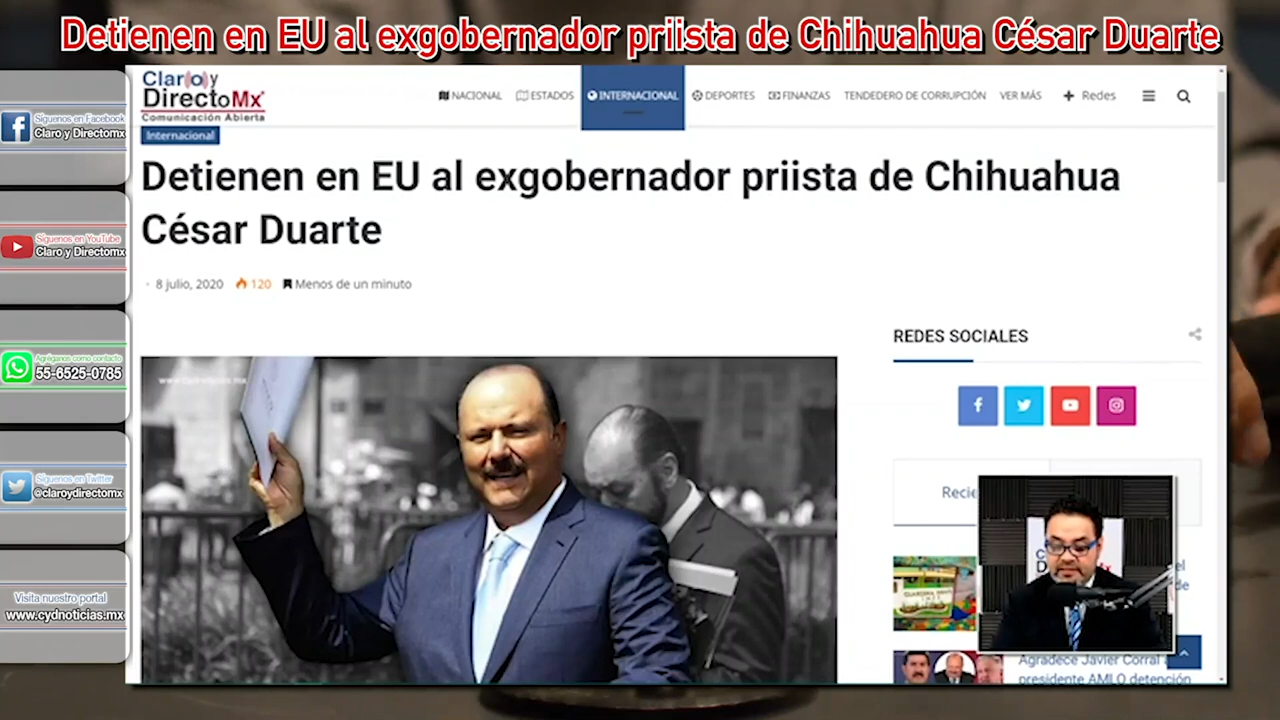 Detienen en EU al exgobernador priista de Chihuahua César Duarte
Síguenos en Facebook
Claro y Directomx
Síguenos en YouTube
Claro y Directomx
Agréganos como contacto
55-6525-0785
Síguenos en Twitter
@claroydirectomx
Visita nuestro portal
www.cydnoticias.mx
Claroy
DirectoMx
Comunicación Abierta
NACIONAL
ESTADOS
INTERNACIONAL
DEPORTES
FINANZAS
TENDEDERO DE CORRUPCIÓN
VER MÁS
+ Redes
Internacional
Detienen en EU al exgobernador priista de Chihuahua
César Duarte
- 8 julio, 2020 120 Menos de un minuto
REDES SOCIALES
Recie
el
de
Agradece Javier Corral a
presidente AMLO detención